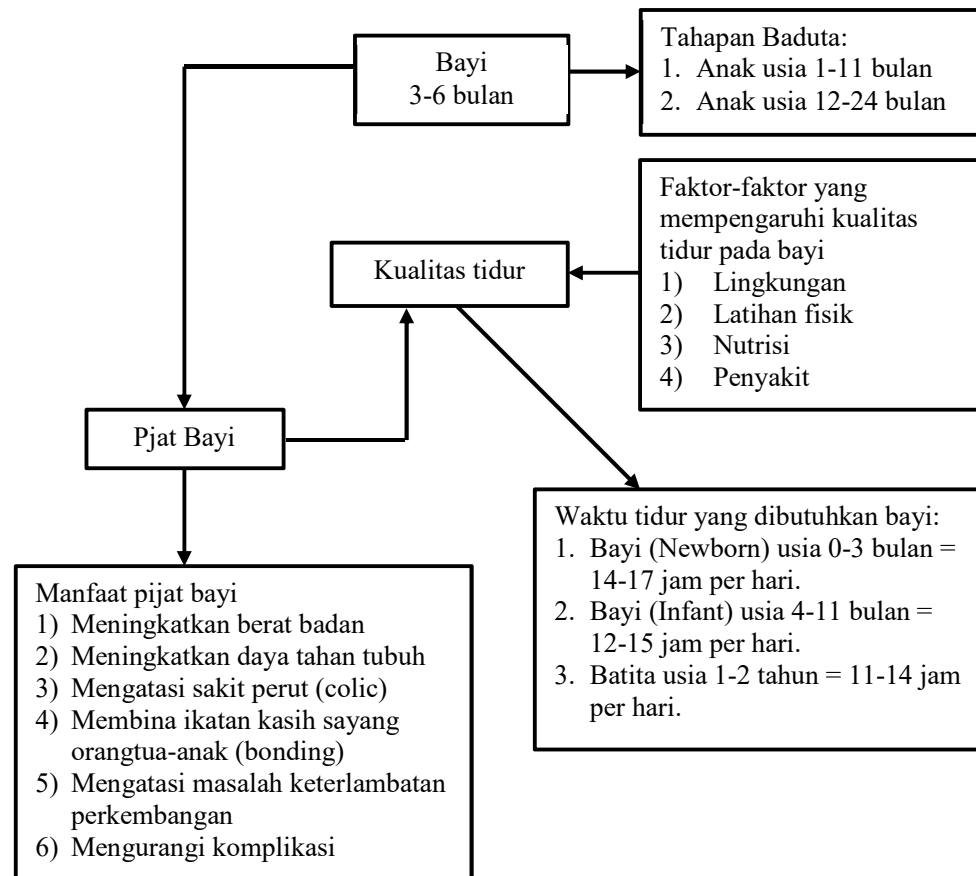 Bayi
3-6 bulan
Tahapan Baduta:
1. Anak usia 1-11 bulan
2. Anak usia 12-24 bulan
Faktor-faktor yang
mempengaruhi kualitas
tidur pada bayi
1) Lingkungan
2) Latihan fisik
3) Nutrisi
4) Penyakit
Kualitas tidur
Pjat Bayi
Waktu tidur yang dibutuhkan bayi:
1. Bayi (Newborn) usia 0-3 bulan =
14-17 jam per hari.
2. Bayi (Infant) usia 4-11 bulan =
12-15 jam per hari.
3. Batita usia 1-2 tahun = 11-14 jam
per hari.
Manfaat pijat bayi
1) Meningkatkan berat badan
2) Meningkatkan daya tahan tubuh
3) Mengatasi sakit perut (colic)
4) Membina ikatan kasih sayang
orangtua-anak (bonding)
5) Mengatasi masalah keterlambatan
perkembangan
6) Mengurangi komplikasi